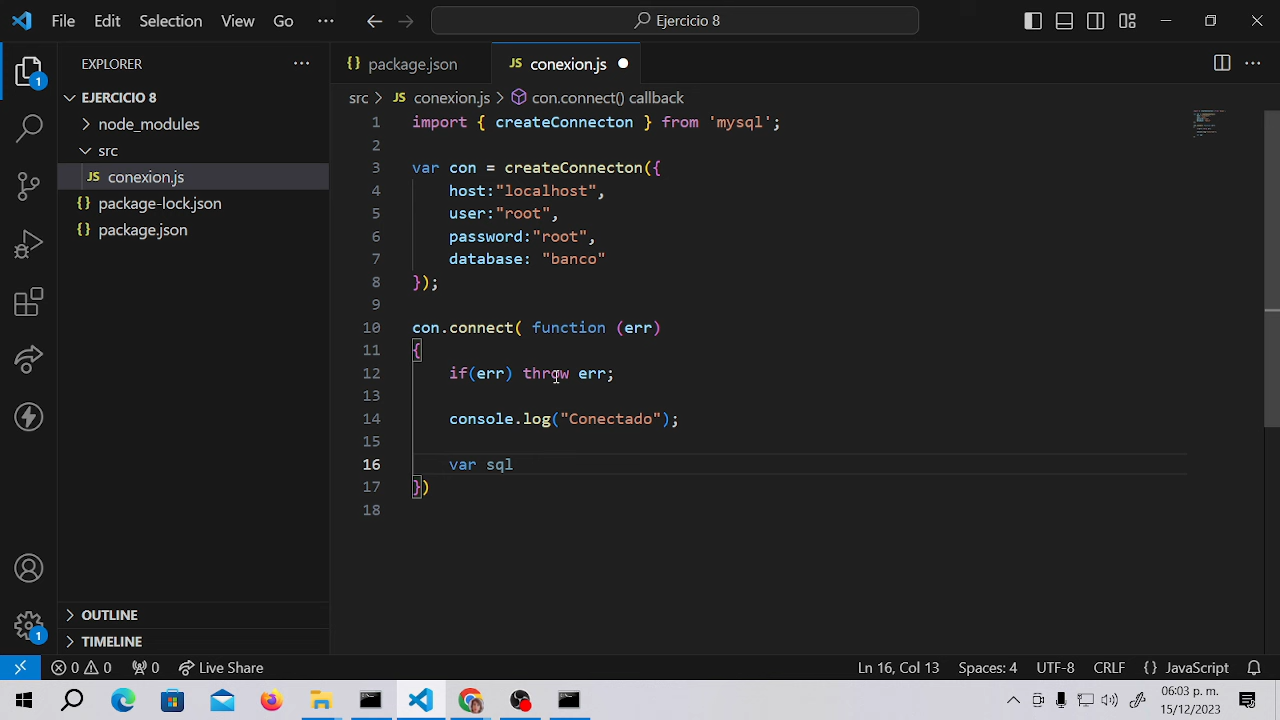 File Edit Selection View Go ··· Ejercicio 8
EXPLORER ···
package.json
JS conexion.js
EJERCICIO 8
src > JS conexion.js > con.connect() callback
node_modules
src
JS conexion.js
package-lock.json
package.json
1 import { createConnecton } from 'mysql';
2
3 var con = createConnecton({
4 host:"localhost",
5 user:"root",
6 password:"root",
7 database: "banco"
8 });
9
10 con.connect( function (err)
11 {
12 if(err) throw err;
13
14 console.log("Conectado");
15
16 var sql
17 })
18
1
1
OUTLINE
TIMELINE
0 0 0 Live Share Ln 16, Col 13 Spaces: 4 UTF-8 CRLF {} JavaScript
06:03 p. m.
15/12/2023